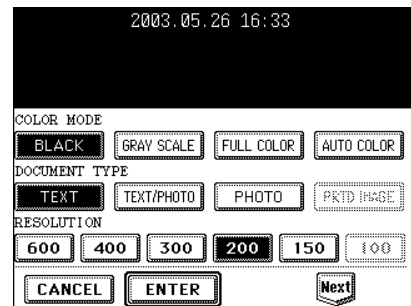 2003.05.26 16:33
COLOR MODE
BLACK GRAY SCALE FULL COLOR AUTO COLOR
DOCUMENT TYPE
TEXT TEXT/PHOTO PHOTO PRTD IMAGE
RESOLUTION
600 400 300 200 150 100
CANCEL ENTER Next